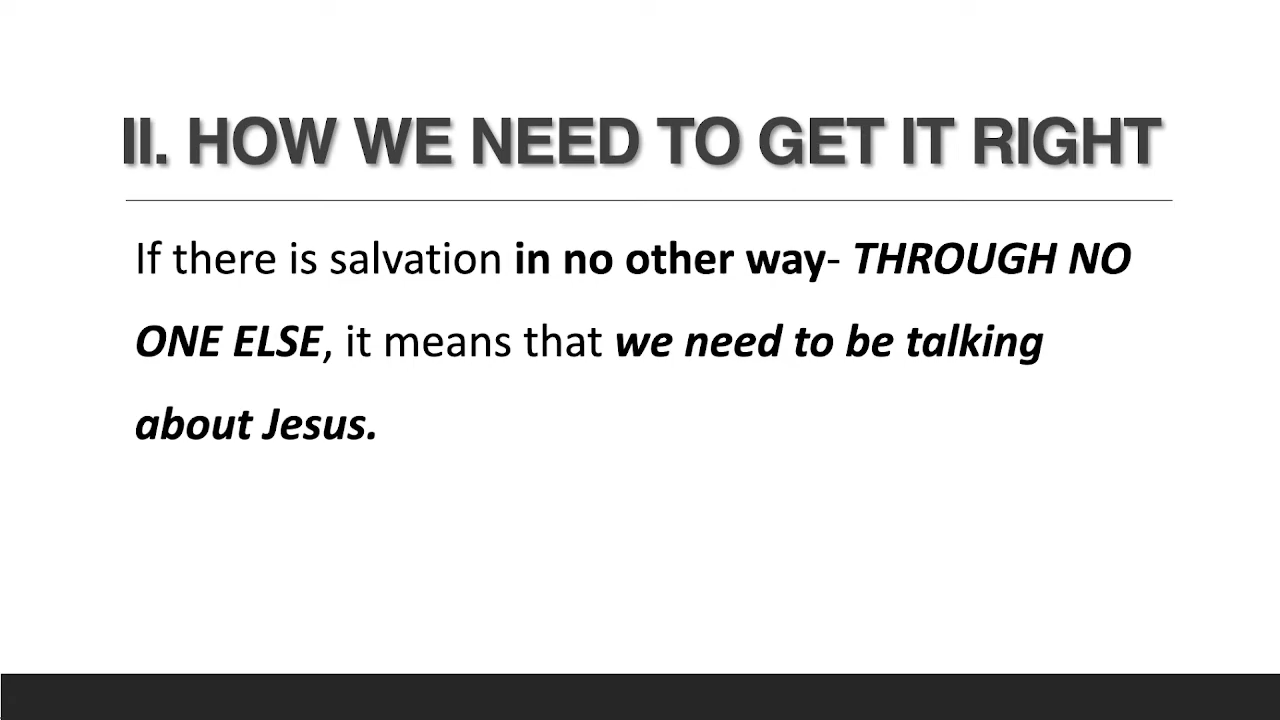 II. HOW WE NEED TO GET IT RIGHT
If there is salvation in no other way- THROUGH NO
ONE ELSE, it means that we need to be talking
about Jesus.